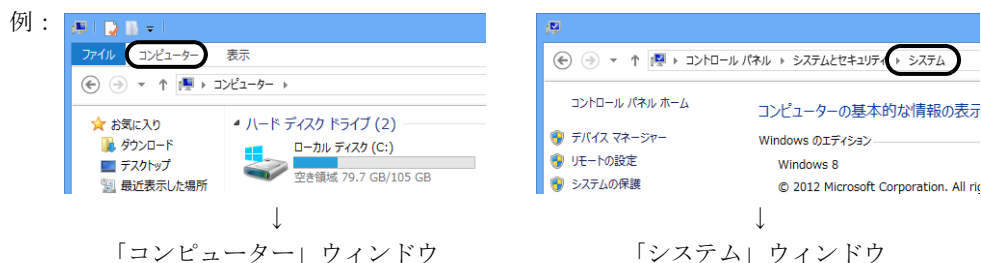 例：
ファイル コンピューター 表示
コンピューター
お気に入り
ダウンロード
デスクトップ
最近表示した場所
ハード ディスク ドライブ (2)
ローカル ディスク (C:)
空き領域 79.7 GB/105 GB
↓
「コンピューター」ウィンドウ
コントロール パネル システムとセキュリティ システム
コントロール パネル ホーム
デバイス マネージャー
リモートの設定
システムの保護
コンピューターの基本的な情報の表示
Windows のエディション
Windows 8
© 2012 Microsoft Corporation. All
↓
「システム」ウィンドウ